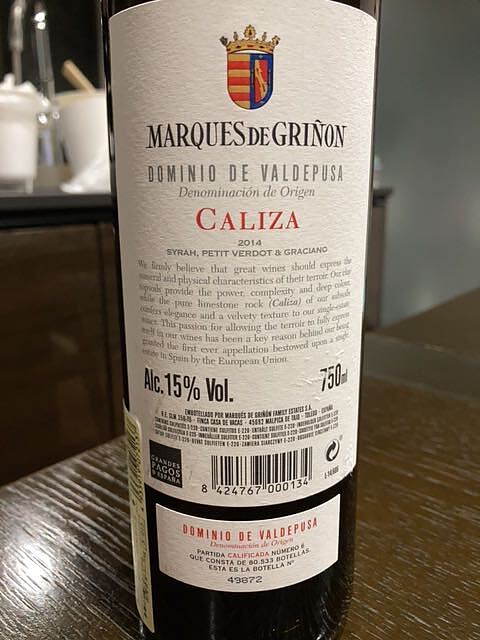 MARQUES DE GRIÑON
DOMINIO DE VALDEPUSA
Denominación de Origen
CALIZA
2014
SYRAH, PETIT VERDOT & GRACIANO
We firmly believe that great wines should express the
mineral and physical characteristics of their terroir. Our clay
topsoils provide the power, complexity and deep colour,
while the pure limestone rock (Caliza) of our subsoils
confers elegance and a velvety texture to our single-estate
wines. This passion for allowing the terroir to fully express
itself in our wines has been a key reason behind our being
granted the first ever appellation bestowed upon a single
estate in Spain by the European Union.
Alc.15% Vol. 750ml
EMBOTELLADO POR MARQUÉS DE GRIÑÓN FAMILY ESTATES S.A.
FINCA CASA DE VACAS - 45692 MALPICA DE TAJO - TOLEDO - ESPAÑA
GRANDES
PAGOS
DE ESPAÑA
8 424767 000134
DOMINIO DE VALDEPUSA
Denominación de Origen
PARTIDA CALIFICADA NÚMERO 6
QUE CONSTA DE 80.533 BOTELLAS.
ESTA ES LA BOTELLA Nº
49872